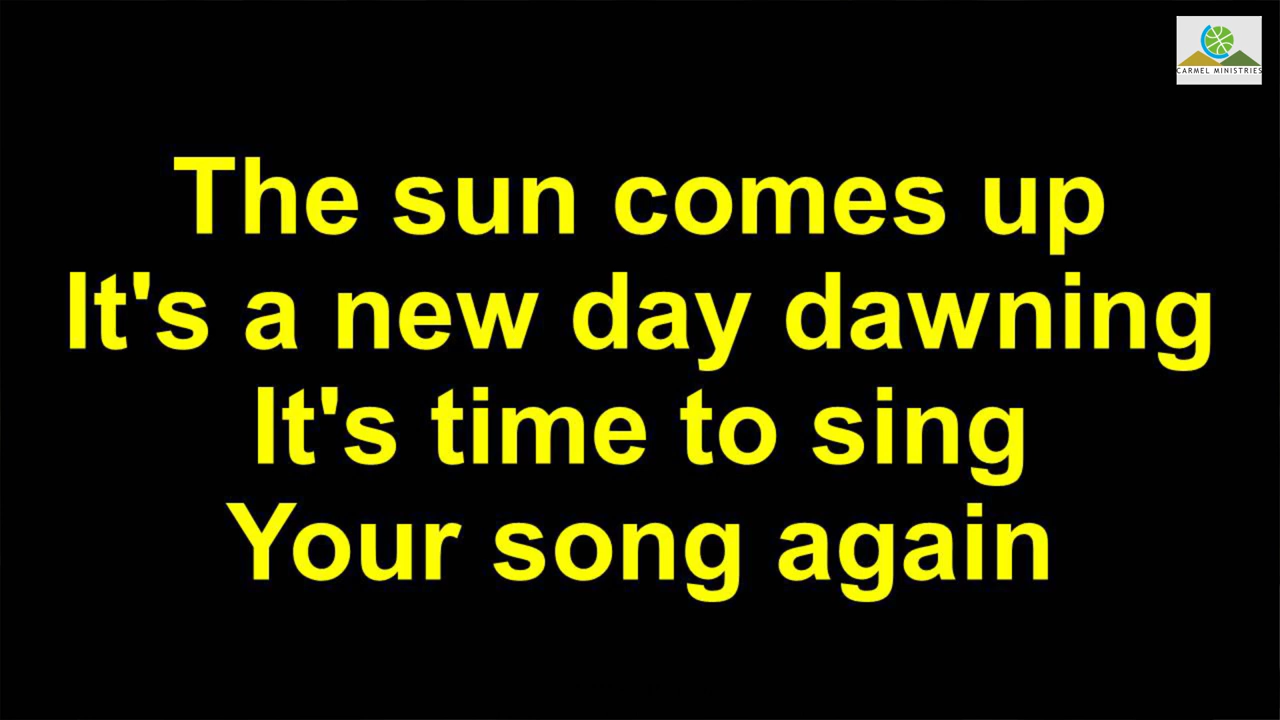 CARMEL MINISTRIES
The sun comes up
It's a new day dawning
It's time to sing
Your song again